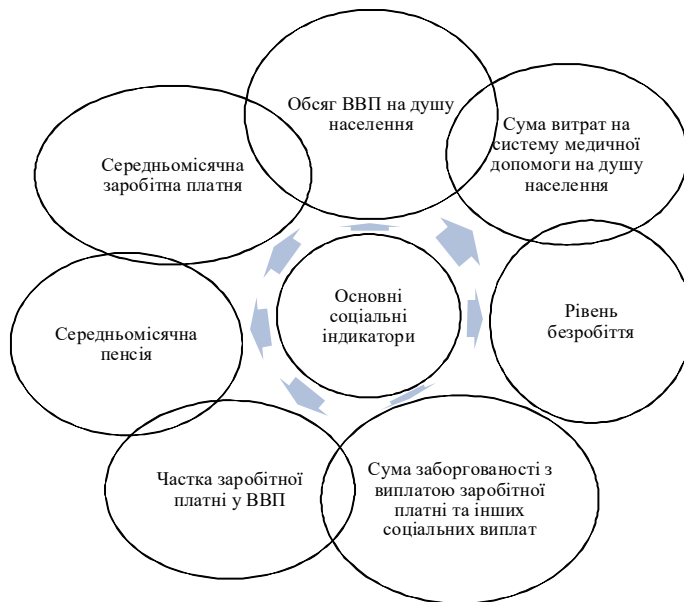 Обсяг ВВП на душу
населення
Сума витрат на
систему медичної
допомоги на душу
населення
Середньомісячна
заробітна платня
Основні
соціальні
індикатори
Рівень
безробіття
Середньомісячна
пенсія
Частка заробітної
платні у ВВП
Сума заборгованості з
виплатою заробітної
платні та інших
соціальних виплат